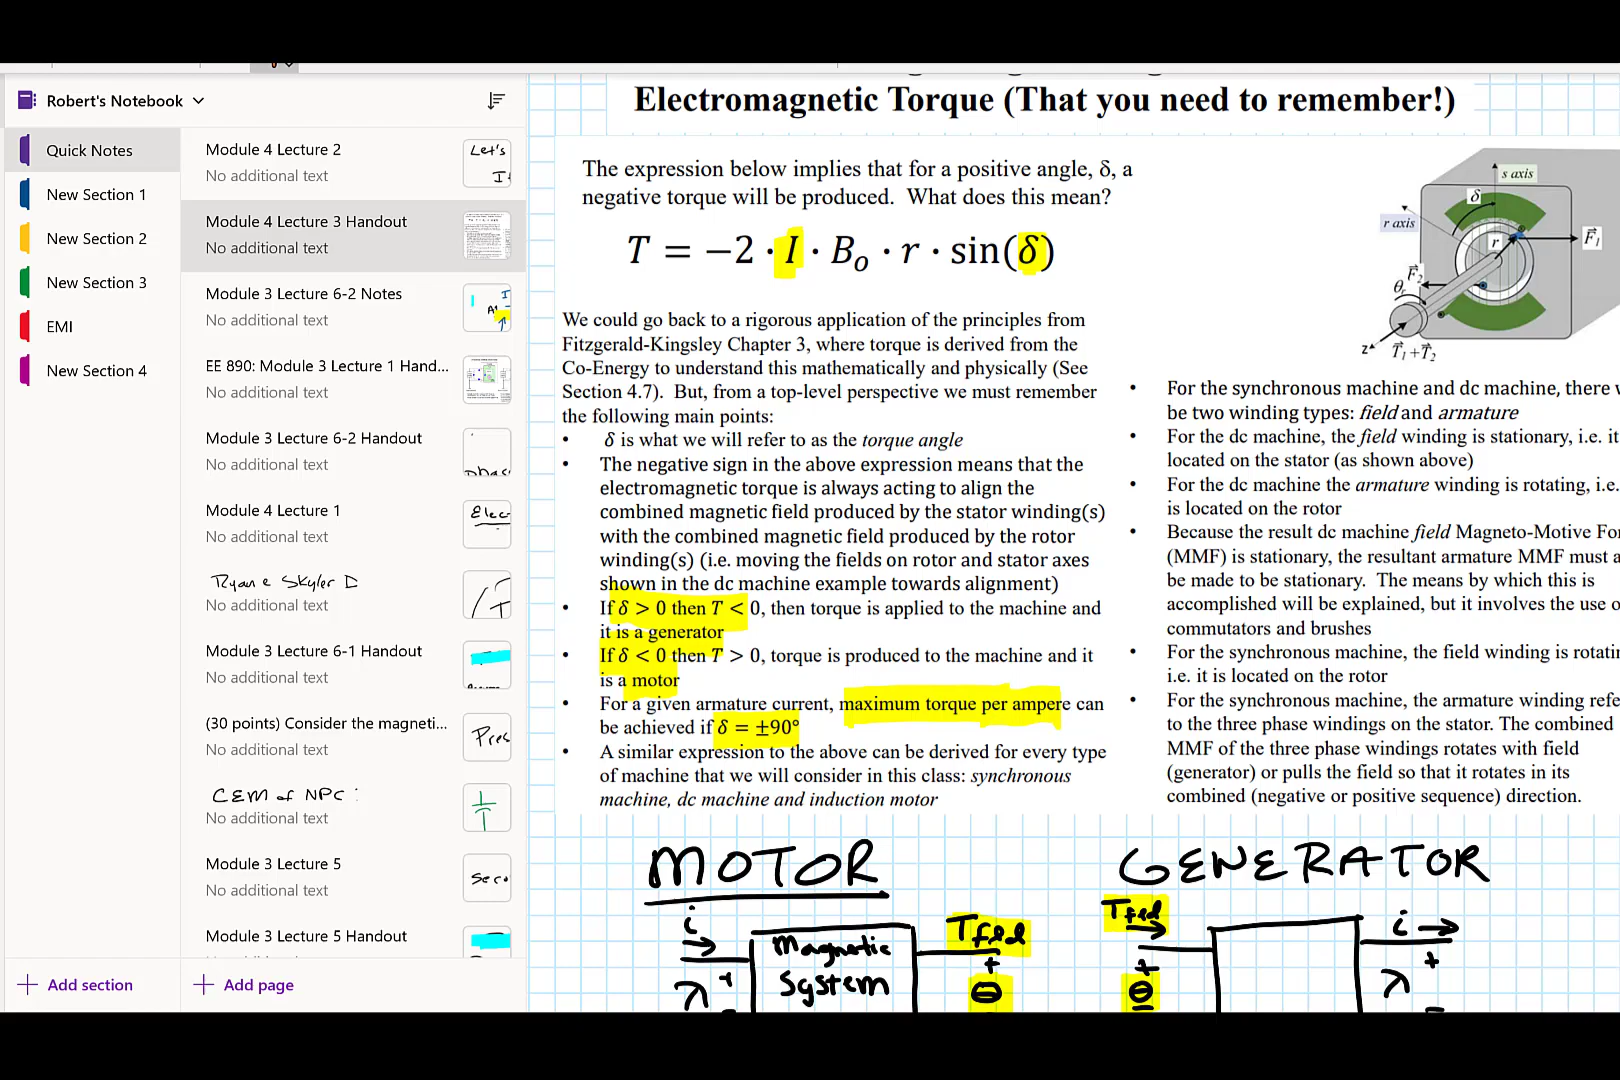 Robert's Notebook
Quick Notes
New Section 1
New Section 2
New Section 3
EMI
New Section 4
Add section
Module 4 Lecture 2
No additional text
Let's
Module 4 Lecture 3 Handout
No additional text
Module 3 Lecture 6-2 Notes
No additional text
EE 890: Module 3 Lecture 1 Hand...
No additional text
Module 3 Lecture 6-2 Handout
No additional text
Module 4 Lecture 1
No additional text
Elec
Ryan e Skyler D
No additional text
Module 3 Lecture 6-1 Handout
No additional text
(30 points) Consider the magneti...
No additional text
Pres
CEM of NPC :
No additional text
Module 3 Lecture 5
No additional text
Module 3 Lecture 5 Handout
No additional text
Add page
Electromagnetic Torque (That you need to remember!)
The expression below implies that for a positive angle, δ, a
negative torque will be produced. What does this mean?
T = −2 · I · Bo · r · sin(δ)
We could go back to a rigorous application of the principles from
Fitzgerald-Kingsley Chapter 3, where torque is derived from the
Co-Energy to understand this mathematically and physically (See
Section 4.7). But, from a top-level perspective we must remember
the following main points:
• δ is what we will refer to as the torque angle
• The negative sign in the above expression means that the
electromagnetic torque is always acting to align the
combined magnetic field produced by the stator winding(s)
with the combined magnetic field produced by the rotor
winding(s) (i.e. moving the fields on rotor and stator axes
shown in the dc machine example towards alignment)
• If δ > 0 then T < 0, then torque is applied to the machine and
it is a generator
• If δ < 0 then T > 0, torque is produced to the machine and it
is a motor
• For a given armature current, maximum torque per ampere can
be achieved if δ = ±90°
• A similar expression to the above can be derived for every type
of machine that we will consider in this class: synchronous
machine, dc machine and induction motor
s axis
δ
r axis
r
F1
F2
θr
z
T1+T2
• For the synchronous machine and dc machine, there
be two winding types: field and armature
• For the dc machine, the field winding is stationary, i.e. it
located on the stator (as shown above)
• For the dc machine the armature winding is rotating, i.e.
is located on the rotor
• Because the result dc machine field Magneto-Motive
(MMF) is stationary, the resultant armature MMF must
be made to be stationary. The means by which this is
accomplished will be explained, but it involves the use
commutators and brushes
• For the synchronous machine, the field winding is
i.e. it is located on the rotor
• For the synchronous machine, the armature winding
to the three phase windings on the stator. The combined
MMF of the three phase windings rotates with field
(generator) or pulls the field so that it rotates in its
combined (negative or positive sequence) direction.
MOTOR
i
λ
+
-
Magnetic
System
Tfld
+
θ
GENERATOR
Tfld
+
θ
-
i
+
λ
-